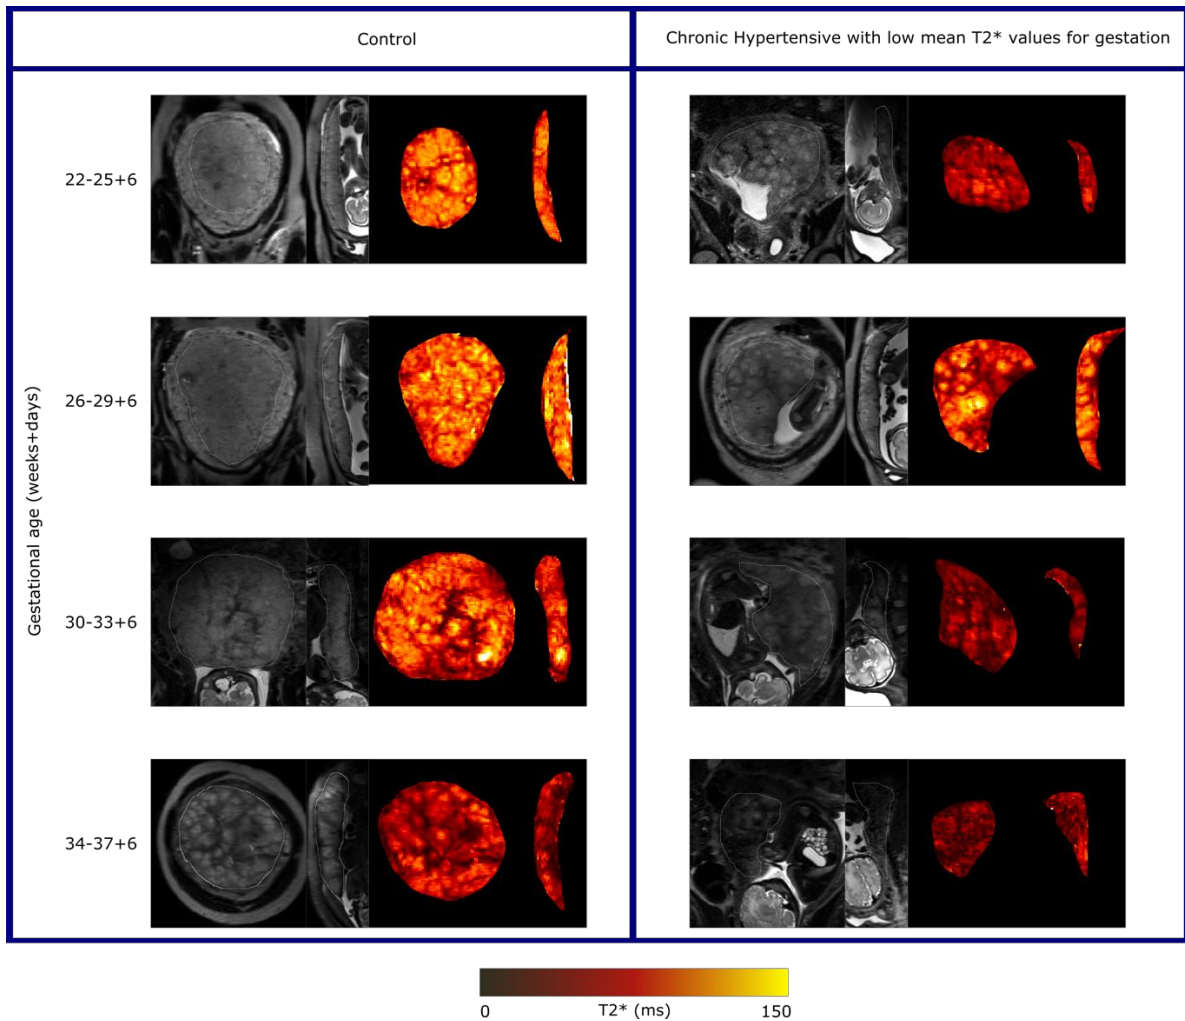 Control
Chronic Hypertensive with low mean T2* values for gestation
Gestational age (weeks+days)
22-25+6
26-29+6
30-33+6
34-37+6
0
T2* (ms)
150